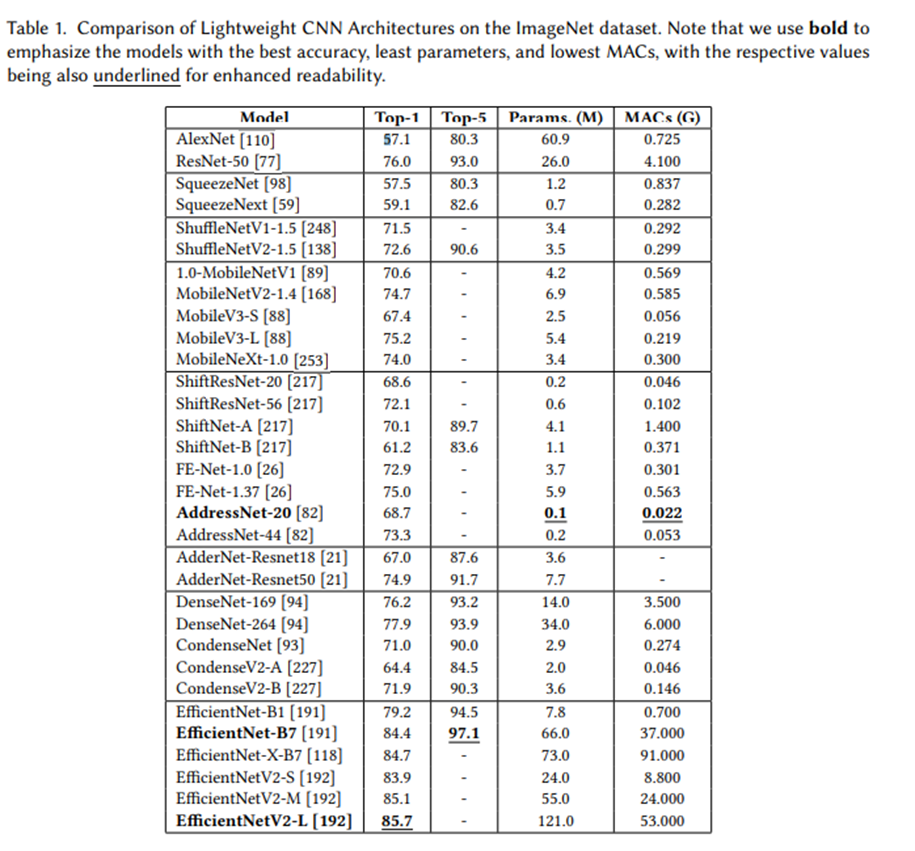 Table 1. Comparison of Lightweight CNN Architectures on the ImageNet dataset. Note that we use bold to
emphasize the models with the best accuracy, least parameters, and lowest MACs, with the respective values
being also underlined for enhanced readability.
Model Top-1 Top-5 Params. (M) MACs (G)
AlexNet [110] 57.1 80.3 60.9 0.725
ResNet-50 [77] 76.0 93.0 26.0 4.100
SqueezeNet [98] 57.5 80.3 1.2 0.837
SqueezeNext [59] 59.1 82.6 0.7 0.282
ShuffleNetV1-1.5 [248] 71.5 - 3.4 0.292
ShuffleNetV2-1.5 [138] 72.6 90.6 3.5 0.299
1.0-MobileNetV1 [89] 70.6 - 4.2 0.569
MobileNetV2-1.4 [168] 74.7 - 6.9 0.585
MobileV3-S [88] 67.4 - 2.5 0.056
MobileV3-L [88] 75.2 - 5.4 0.219
MobileNeXt-1.0 [253] 74.0 - 3.4 0.300
ShiftResNet-20 [217] 68.6 - 0.2 0.046
ShiftResNet-56 [217] 72.1 - 0.6 0.102
ShiftNet-A [217] 70.1 89.7 4.1 1.400
ShiftNet-B [217] 61.2 83.6 1.1 0.371
FE-Net-1.0 [26] 72.9 - 3.7 0.301
FE-Net-1.37 [26] 75.0 - 5.9 0.563
AddressNet-20 [82] 68.7 - 0.1 0.022
AddressNet-44 [82] 73.3 - 0.2 0.053
AdderNet-Resnet18 [21] 67.0 87.6 3.6 -
AdderNet-Resnet50 [21] 74.9 91.7 7.7 -
DenseNet-169 [94] 76.2 93.2 14.0 3.500
DenseNet-264 [94] 77.9 93.9 34.0 6.000
CondenseNet [93] 71.0 90.0 2.9 0.274
CondenseV2-A [227] 64.4 84.5 2.0 0.046
CondenseV2-B [227] 71.9 90.3 3.6 0.146
EfficientNet-B1 [191] 79.2 94.5 7.8 0.700
EfficientNet-B7 [191] 84.4 97.1 66.0 37.000
EfficientNet-X-B7 [118] 84.7 - 73.0 91.000
EfficientNetV2-S [192] 83.9 - 24.0 8.800
EfficientNetV2-M [192] 85.1 - 55.0 24.000
EfficientNetV2-L [192] 85.7 - 121.0 53.000